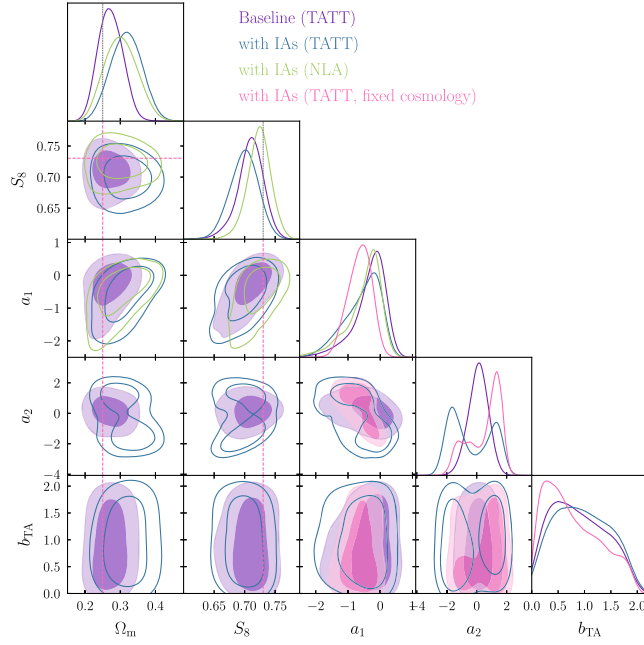 Baseline (TATT)
with IAs (TATT)
with IAs (NLA)
with IAs (TATT, fixed cosmology)
S₈
0.75
0.70
0.65
a₁
1
0
−1
−2
a₂
2
0
−2
−4
b_TA
2.0
1.5
1.0
0.5
0.0
0.2 0.3 0.4
0.65 0.70 0.75
−2 −1 0 1
−4 −2 0 2
0.0 0.5 1.0 1.5 2.0
Ωₘ S₈ a₁ a₂ b_TA